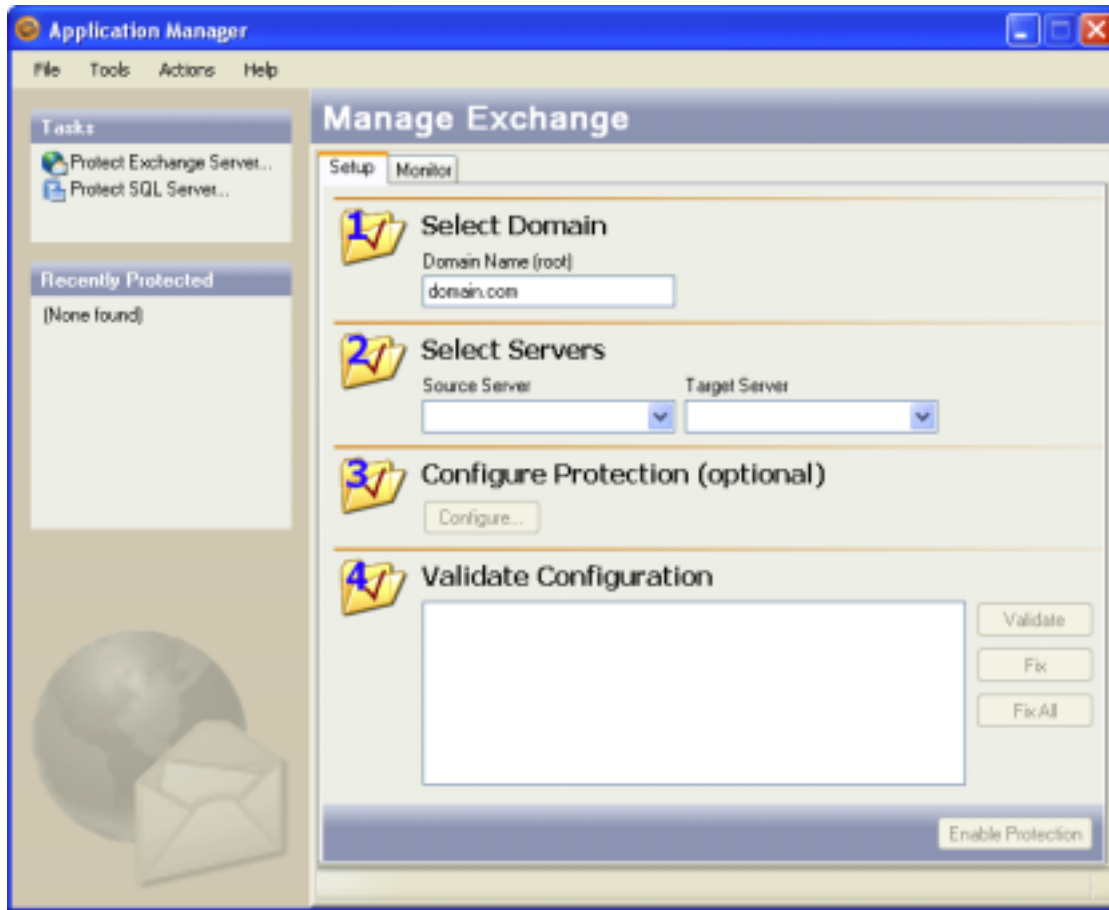 Application Manager
File Tools Actions Help
Tasks
Protect Exchange Server...
Protect SQL Server...
Recently Protected
(None found)
Manage Exchange
Setup Monitor
1 Select Domain
Domain Name (root)
domain.com
2 Select Servers
Source Server Target Server
3 Configure Protection (optional)
Configure...
4 Validate Configuration
Validate
Fix
Fix All
Enable Protection